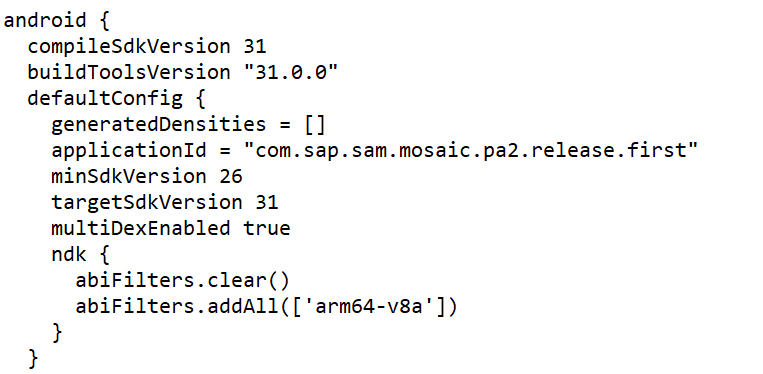 android {
  compileSdkVersion 31
  buildToolsVersion "31.0.0"
  defaultConfig {
    generatedDensities = []
    applicationId = "com.sap.sam.mosaic.pa2.release.first"
    minSdkVersion 26
    targetSdkVersion 31
    multiDexEnabled true
    ndk {
      abiFilters.clear()
      abiFilters.addAll(['arm64-v8a'])
    }
  }